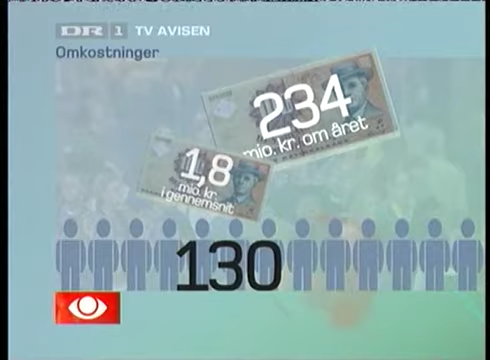 DR 1 TV AVISEN
Omkostninger
234
mio. kr. om året
1,8
mio. kr.
i gennemsnit
130